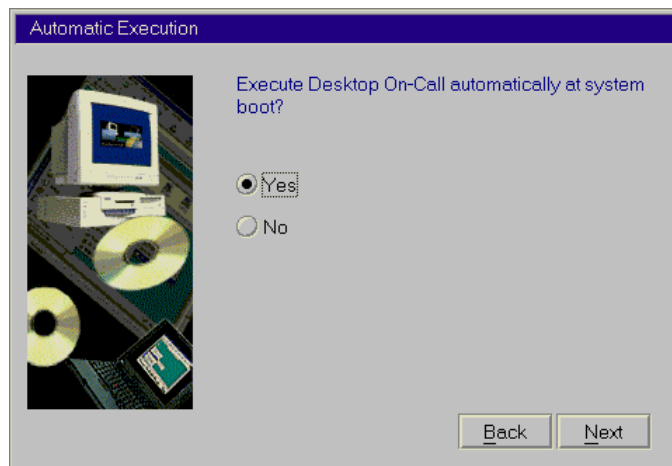 Automatic Execution
Execute Desktop On-Call automatically at system
boot?
Yes
No
Back
Next